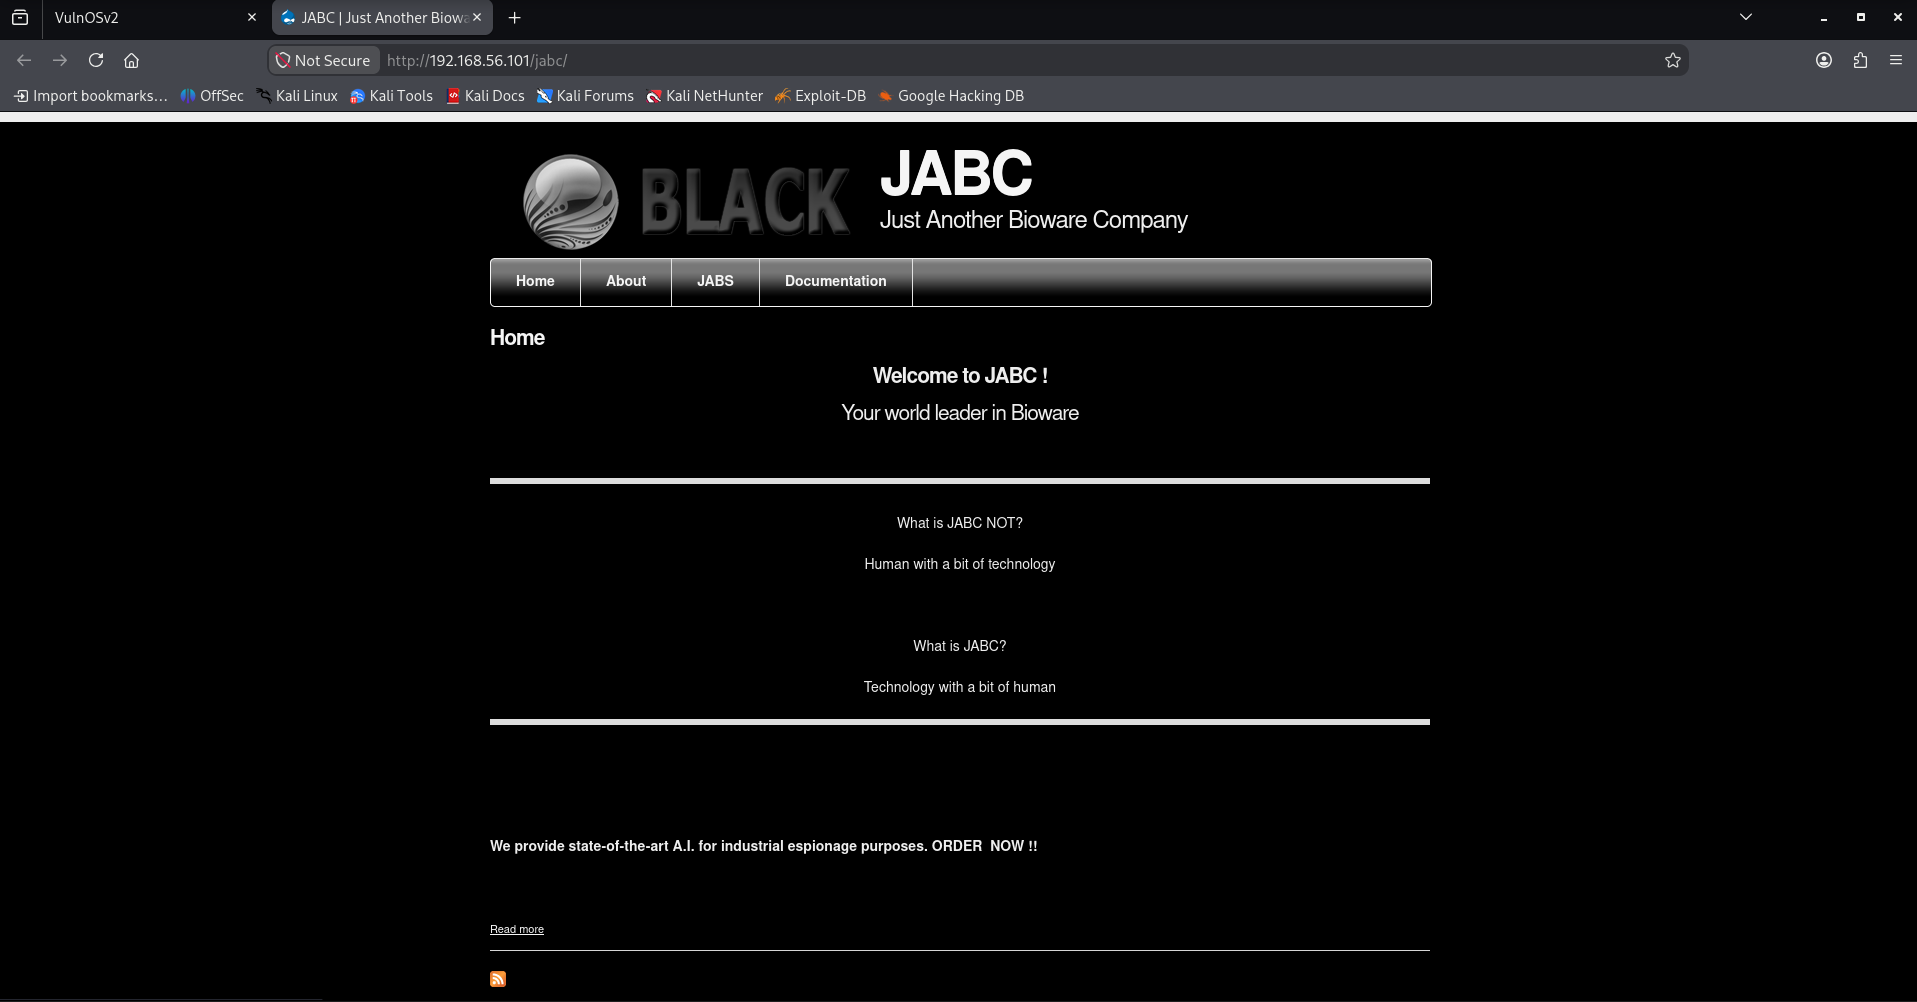 VulnOSv2
JABC | Just Another Biowa
Not Secure http://192.168.56.101/jabc/
Import bookmarks... OffSec Kali Linux Kali Tools Kali Docs Kali Forums Kali NetHunter Exploit-DB Google Hacking DB
BLACK
JABC
Just Another Bioware Company
Home About JABS Documentation
Home
Welcome to JABC !
Your world leader in Bioware
What is JABC NOT?
Human with a bit of technology
What is JABC?
Technology with a bit of human
We provide state-of-the-art A.I. for industrial espionage purposes. ORDER  NOW !!
Read more